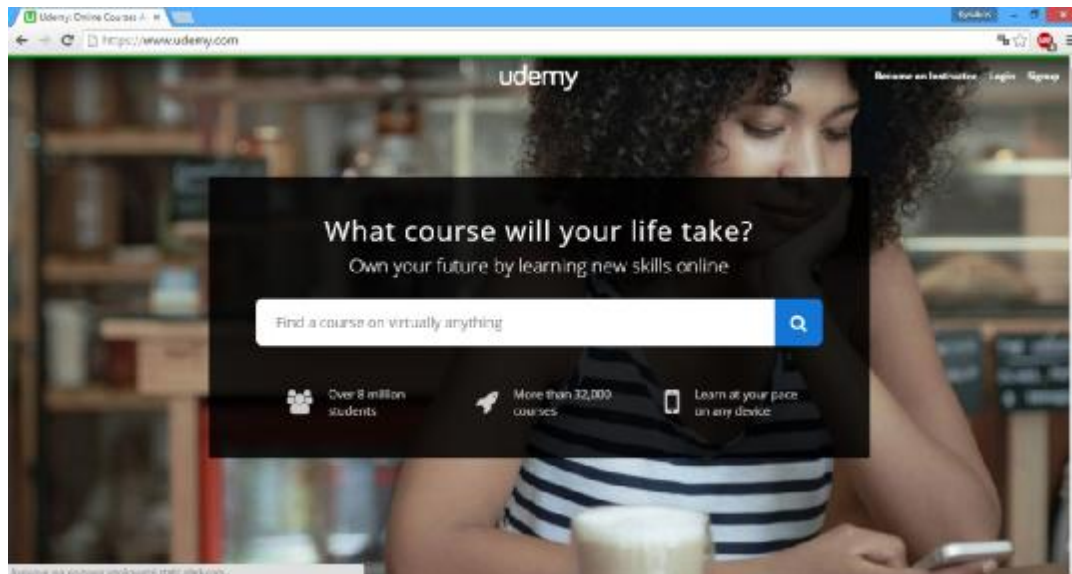 Udemy: Online Courses A
https://www.udemy.com
udemy
Become an Instructor Login Signup
What course will your life take?
Own your future by learning new skills online
Find a course on virtually anything
Over 8 million
students
More than 32,000
courses
Learn at your pace
on any device